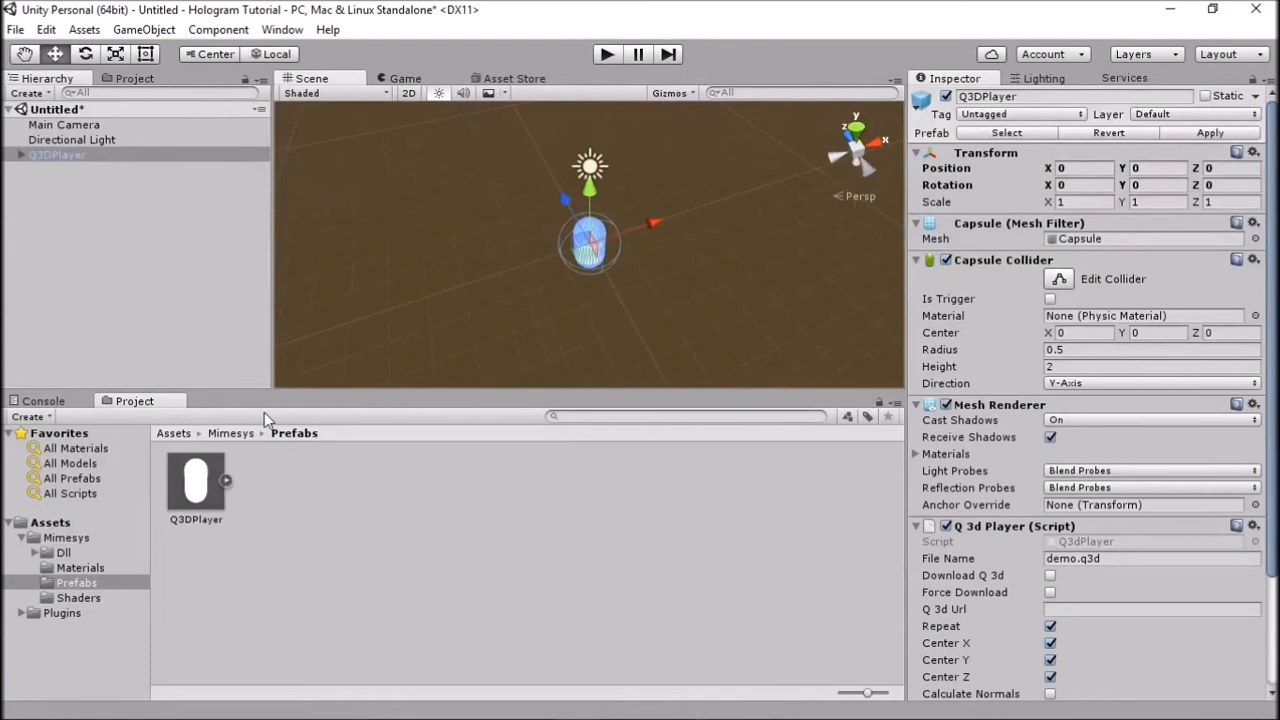 Unity Personal (64bit) - Untitled - Hologram Tutorial - PC, Mac & Linux Standalone* <DX11>
File Edit Assets GameObject Component Window Help
Center Local Account Layers Layout
Hierarchy Project Scene Game Asset Store Inspector Lighting Services
Create All Shaded 2D Gizmos All Q3DPlayer Static
Untitled* Tag Untagged Layer Default
Main Camera Prefab Select Revert Apply
Directional Light
Q3DPlayer
y
z
x
Persp
Transform
Position X 0 Y 0 Z 0
Rotation X 0 Y 0 Z 0
Scale X 1 Y 1 Z 1
Capsule (Mesh Filter)
Mesh Capsule
Capsule Collider
Edit Collider
Is Trigger
Material None (Physic Material)
Center X 0 Y 0 Z 0
Radius 0.5
Height 2
Direction Y-Axis
Mesh Renderer
Cast Shadows On
Receive Shadows
Materials
Light Probes Blend Probes
Reflection Probes Blend Probes
Anchor Override None (Transform)
Q 3d Player (Script)
Script Q3dPlayer
File Name demo.q3d
Download Q 3d
Force Download
Q 3d Url
Repeat
Center X
Center Y
Center Z
Calculate Normals
Console Project
Create
Favorites
All Materials
All Models
All Prefabs
All Scripts
Assets
Mimesys
Dll
Materials
Prefabs
Shaders
Plugins
Assets Mimesys Prefabs
Q3DPlayer